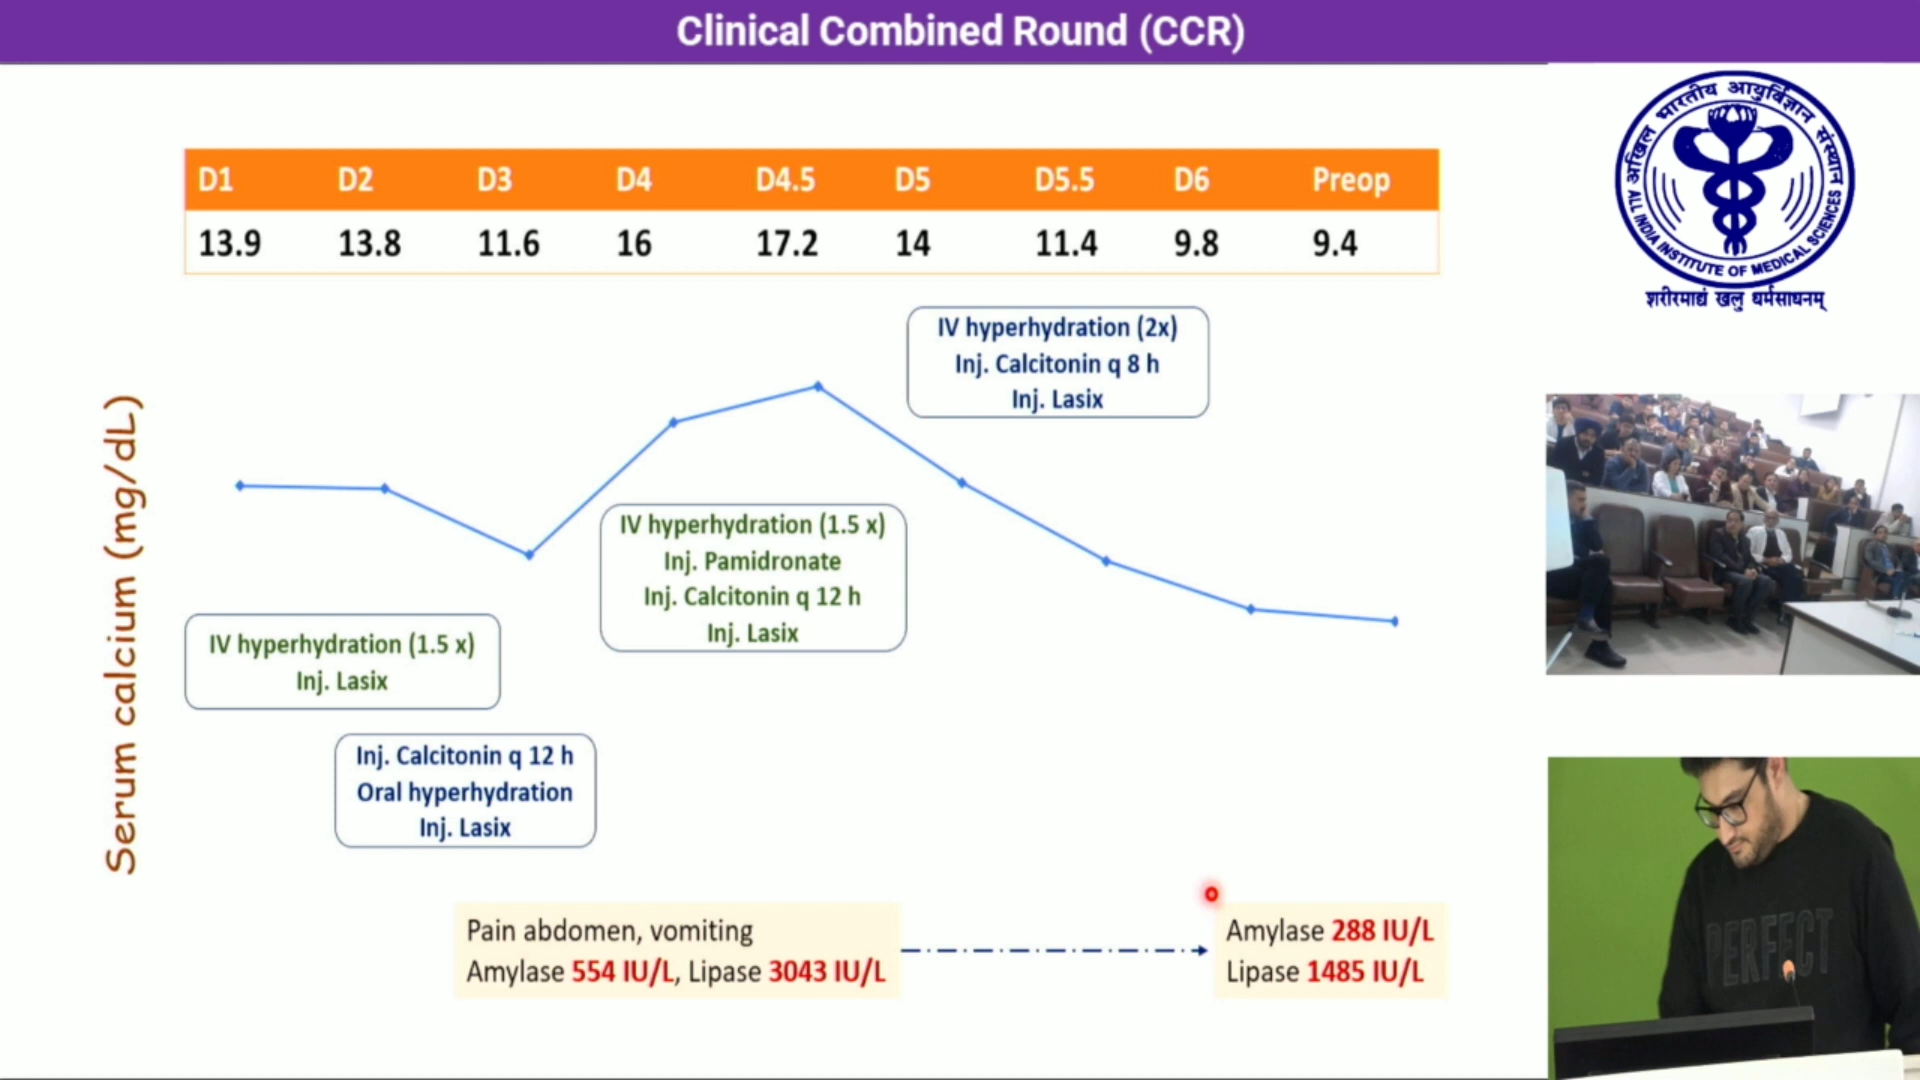 Clinical Combined Round (CCR)
D1 D2 D3 D4 D4.5 D5 D5.5 D6 Preop
13.9 13.8 11.6 16 17.2 14 11.4 9.8 9.4
अखिल भारतीय आयुर्विज्ञान संस्थान
ALL INDIA INSTITUTE OF MEDICAL SCIENCES
शरीरमाद्यं खलु धर्मसाधनम्
Serum calcium (mg/dL)
IV hyperhydration (2x)
Inj. Calcitonin q 8 h
Inj. Lasix
IV hyperhydration (1.5 x)
Inj. Pamidronate
Inj. Calcitonin q 12 h
Inj. Lasix
IV hyperhydration (1.5 x)
Inj. Lasix
Inj. Calcitonin q 12 h
Oral hyperhydration
Inj. Lasix
Pain abdomen, vomiting
Amylase 554 IU/L, Lipase 3043 IU/L
Amylase 288 IU/L
Lipase 1485 IU/L
PERFECT